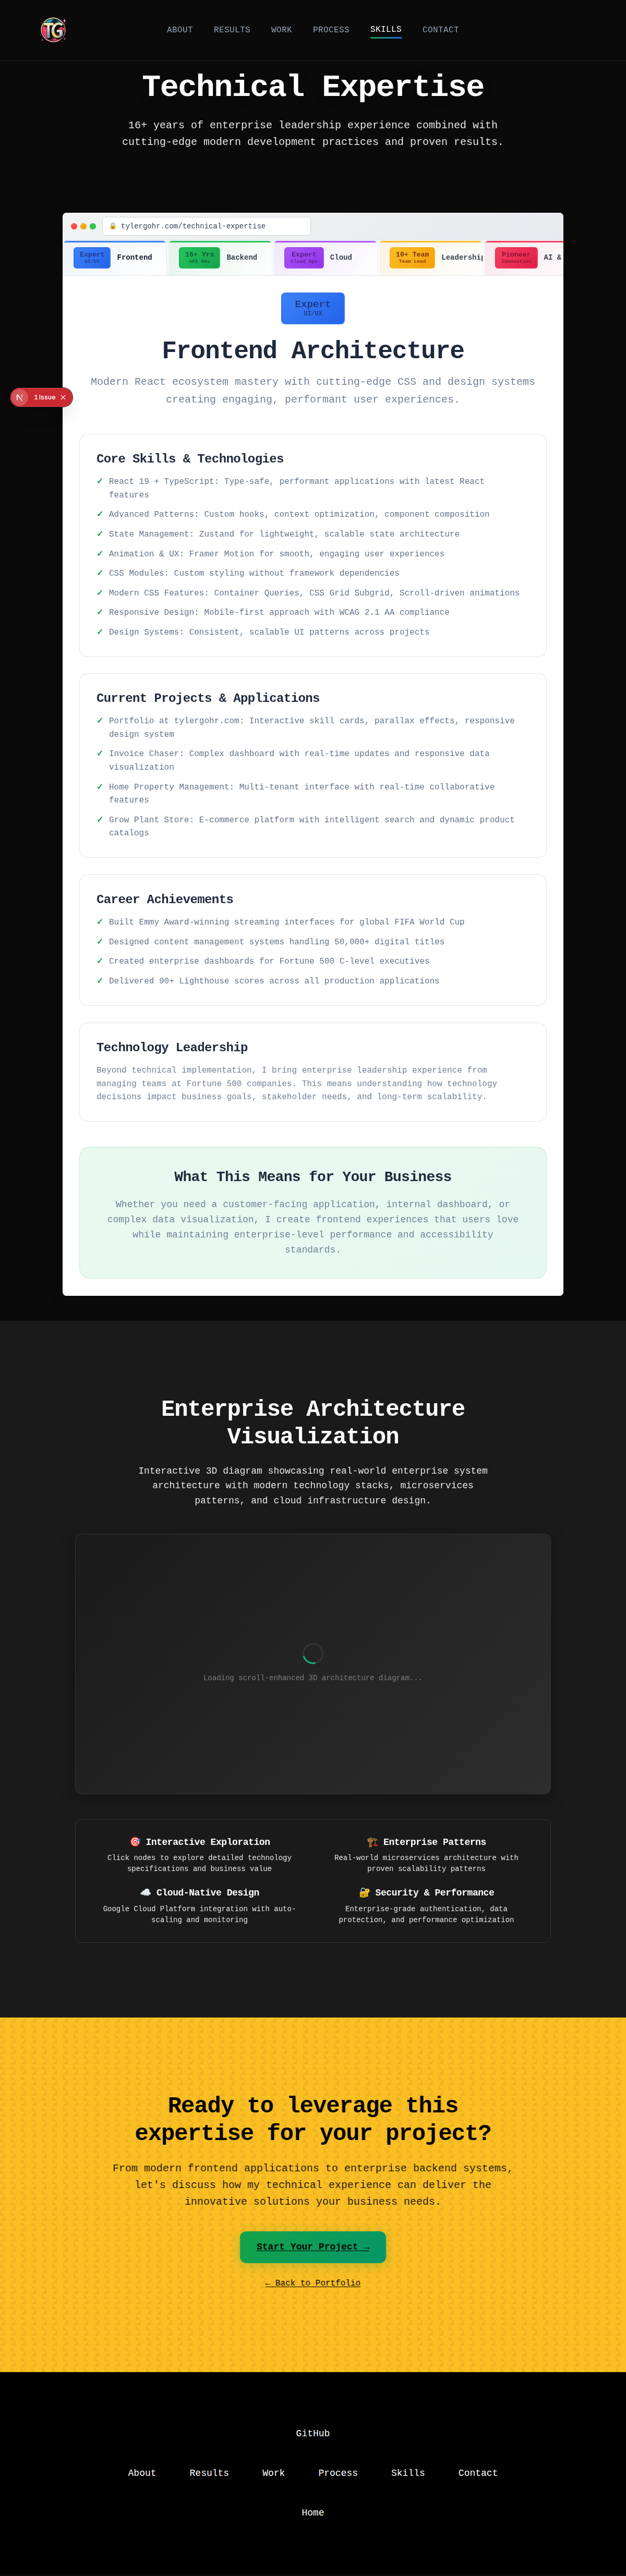 TG
ABOUT RESULTS WORK PROCESS SKILLS CONTACT
Technical Expertise
16+ years of enterprise leadership experience combined with
cutting-edge modern development practices and proven results.
tylergohr.com/technical-expertise
Expert
UI/UX
Frontend
16+ Yrs
API Dev
Backend
Expert
Cloud Ops
Cloud
10+ Team
Team Lead
Leadership
Pioneer
Innovation
AI &
Expert
UI/UX
Frontend Architecture
Modern React ecosystem mastery with cutting-edge CSS and design systems
creating engaging, performant user experiences.
N 1 Issue ×
Core Skills & Technologies
✓ React 19 + TypeScript: Type-safe, performant applications with latest React
features
✓ Advanced Patterns: Custom hooks, context optimization, component composition
✓ State Management: Zustand for lightweight, scalable state architecture
✓ Animation & UX: Framer Motion for smooth, engaging user experiences
✓ CSS Modules: Custom styling without framework dependencies
✓ Modern CSS Features: Container Queries, CSS Grid Subgrid, Scroll-driven animations
✓ Responsive Design: Mobile-first approach with WCAG 2.1 AA compliance
✓ Design Systems: Consistent, scalable UI patterns across projects
Current Projects & Applications
✓ Portfolio at tylergohr.com: Interactive skill cards, parallax effects, responsive
design system
✓ Invoice Chaser: Complex dashboard with real-time updates and responsive data
visualization
✓ Home Property Management: Multi-tenant interface with real-time collaborative
features
✓ Grow Plant Store: E-commerce platform with intelligent search and dynamic product
catalogs
Career Achievements
✓ Built Emmy Award-winning streaming interfaces for global FIFA World Cup
✓ Designed content management systems handling 50,000+ digital titles
✓ Created enterprise dashboards for Fortune 500 C-level executives
✓ Delivered 90+ Lighthouse scores across all production applications
Technology Leadership
Beyond technical implementation, I bring enterprise leadership experience from
managing teams at Fortune 500 companies. This means understanding how technology
decisions impact business goals, stakeholder needs, and long-term scalability.
What This Means for Your Business
Whether you need a customer-facing application, internal dashboard, or
complex data visualization, I create frontend experiences that users love
while maintaining enterprise-level performance and accessibility
standards.
Enterprise Architecture
Visualization
Interactive 3D diagram showcasing real-world enterprise system
architecture with modern technology stacks, microservices
patterns, and cloud infrastructure design.
Loading scroll-enhanced 3D architecture diagram...
🎯 Interactive Exploration
Click nodes to explore detailed technology
specifications and business value
🏗️ Enterprise Patterns
Real-world microservices architecture with
proven scalability patterns
☁️ Cloud-Native Design
Google Cloud Platform integration with auto-
scaling and monitoring
🔐 Security & Performance
Enterprise-grade authentication, data
protection, and performance optimization
Ready to leverage this
expertise for your project?
From modern frontend applications to enterprise backend systems,
let's discuss how my technical experience can deliver the
innovative solutions your business needs.
Start Your Project →
← Back to Portfolio
GitHub
About Results Work Process Skills Contact
Home